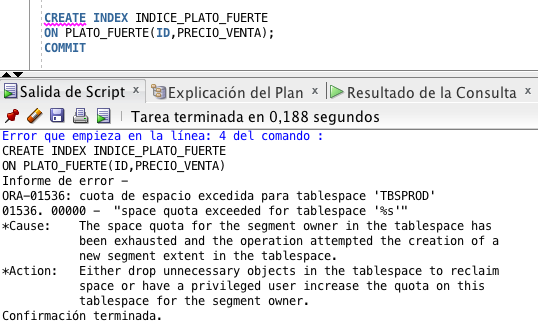 CREATE INDEX INDICE_PLATO_FUERTE
ON PLATO_FUERTE(ID,PRECIO_VENTA);
COMMIT
Salida de Script x Explicación del Plan x Resultado de la Consulta x
Tarea terminada en 0,188 segundos
Error que empieza en la línea: 4 del comando :
CREATE INDEX INDICE_PLATO_FUERTE
ON PLATO_FUERTE(ID,PRECIO_VENTA)
Informe de error -
ORA-01536: cuota de espacio excedida para tablespace 'TBSPROD'
01536. 00000 -  "space quota exceeded for tablespace '%s'"
*Cause:    The space quota for the segment owner in the tablespace has
been exhausted and the operation attempted the creation of a
new segment extent in the tablespace.
*Action:   Either drop unnecessary objects in the tablespace to reclaim
space or have a privileged user increase the quota on this
tablespace for the segment owner.
Confirmación terminada.